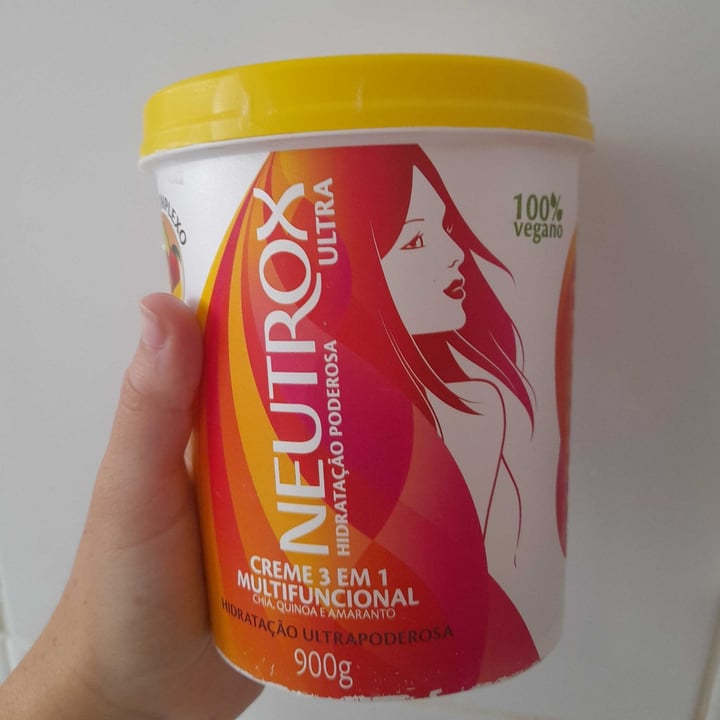 NEUTROX
ULTRA
HIDRATAÇÃO PODEROSA
100%
vegano
CREME 3 EM 1
MULTIFUNCIONAL
CHIA, QUINOA E AMARANTO
HIDRATAÇÃO ULTRAPODEROSA
900g